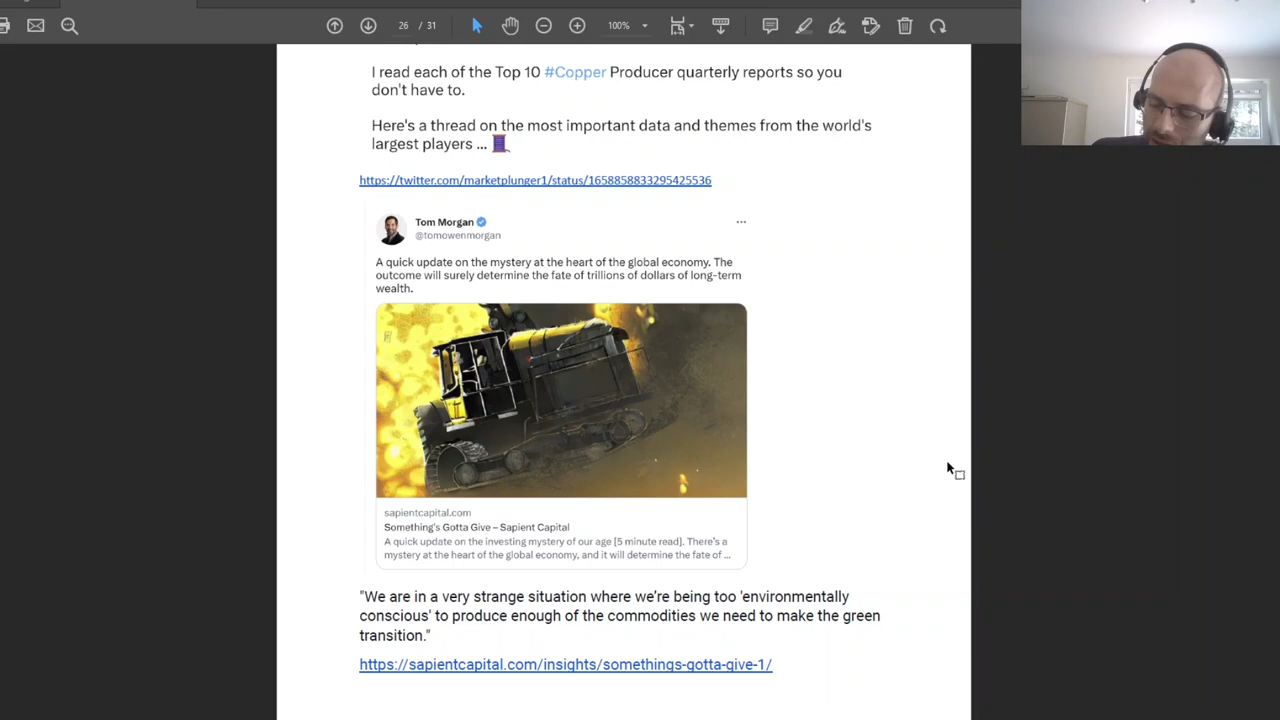 26 / 31
100%
I read each of the Top 10 #Copper Producer quarterly reports so you
don't have to.
Here's a thread on the most important data and themes from the world's
largest players ...
https://twitter.com/marketplunger1/status/1658858833295425536
Tom Morgan
@tomowenmorgan
A quick update on the mystery at the heart of the global economy. The
outcome will surely determine the fate of trillions of dollars of long-term
wealth.
sapientcapital.com
Something's Gotta Give – Sapient Capital
A quick update on the investing mystery of our age [5 minute read]. There's a
mystery at the heart of the global economy, and it will determine the fate of ...
"We are in a very strange situation where we're being too 'environmentally
conscious' to produce enough of the commodities we need to make the green
transition."
https://sapientcapital.com/insights/somethings-gotta-give-1/